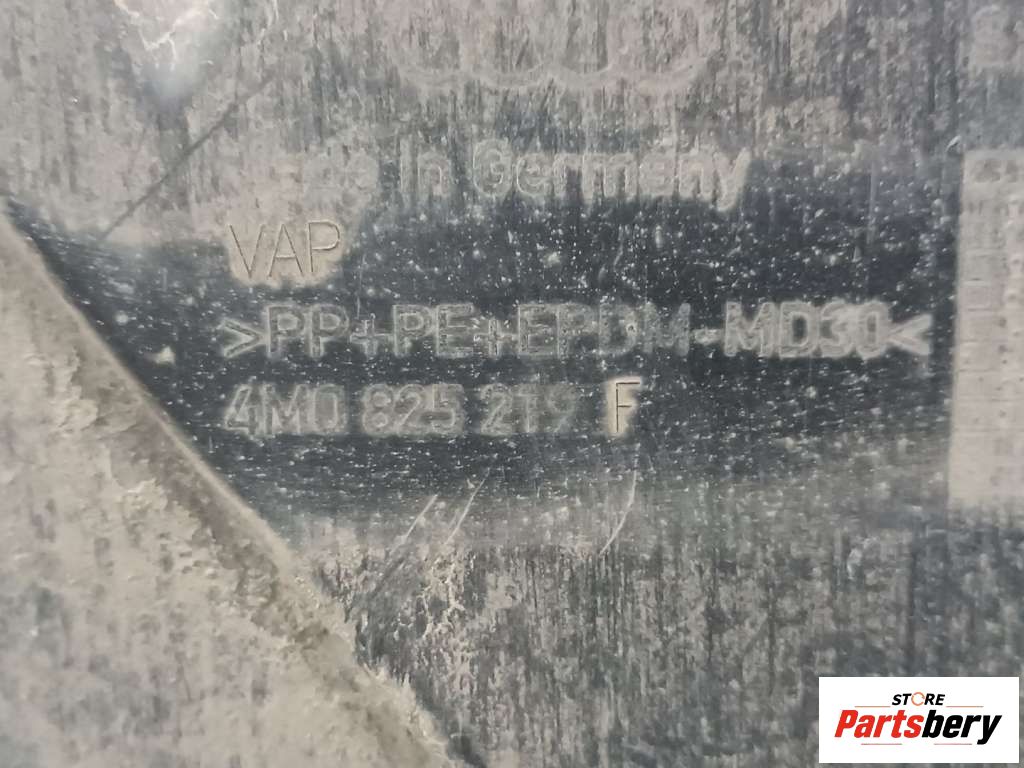 in Germany
VAP
>PP+PE+EPDM-MD30<
4M0 825 219 F
STORE
Partsbery